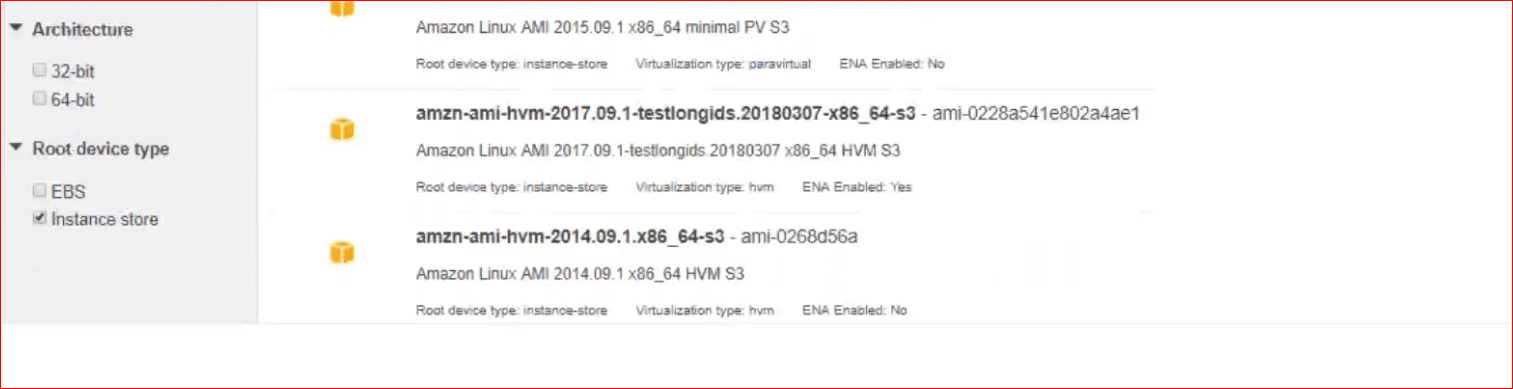 Architecture
32-bit
64-bit
Root device type
EBS
Instance store
Amazon Linux AMI 2015.09.1 x86_64 minimal PV S3
Root device type: instance-store Virtualization type: paravirtual ENA Enabled: No
amzn-ami-hvm-2017.09.1-testlongids.20180307-x86_64-s3 - ami-0228a541e802a4ae1
Amazon Linux AMI 2017.09.1-testlongids.20180307 x86_64 HVM S3
Root device type: instance-store Virtualization type: hvm ENA Enabled: Yes
amzn-ami-hvm-2014.09.1.x86_64-s3 - ami-0268d56a
Amazon Linux AMI 2014.09.1 x86_64 HVM S3
Root device type: instance-store Virtualization type: hvm ENA Enabled: No